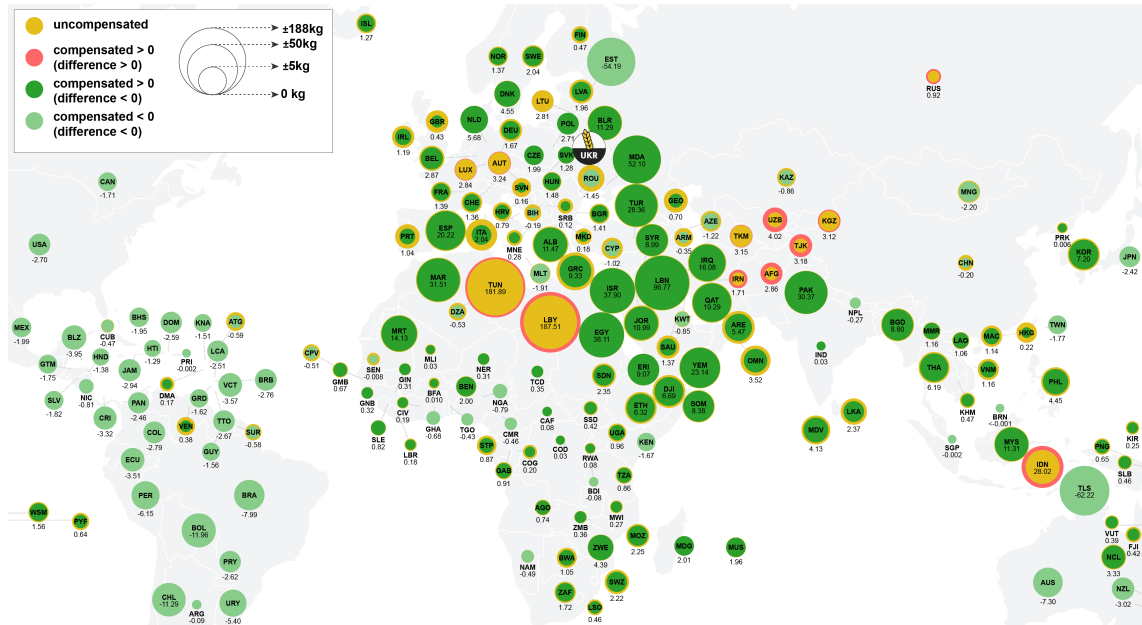 uncompensated
compensated > 0
(difference > 0)
compensated > 0
(difference < 0)
compensated < 0
(difference < 0)
±188kg
±50kg
±5kg
0 kg
ISL
1.27
FIN
0.47
NOR
1.37
SWE
2.04
EST
-54.19
RUS
0.92
DNK
4.55
LTU
2.81
LVA
1.96
GBR
0.43
NLD
5.68
DEU
1.67
POL
2.71
BLR
11.29
IRL
1.19
BEL
2.87
LUX
2.84
AUT
3.24
CZE
1.99
SVK
1.28
UKR
MDA
52.10
CAN
-1.71
FRA
1.39
CHE
1.36
SVN
0.16
HUN
1.48
ROU
-1.45
KAZ
-0.86
MNG
-2.20
HRV
0.79
BIH
-0.19
SRB
0.12
BGR
1.41
TUR
28.36
GEO
0.70
AZE
-1.22
UZB
4.02
KGZ
3.12
USA
-2.70
PRT
1.04
ESP
20.22
ITA
2.04
MNE
0.28
ALB
11.47
MKD
0.18
CYP
-1.02
SYR
8.99
ARM
-0.35
TKM
3.15
TJK
3.18
PRK
0.006
KOR
7.20
JPN
-2.42
CHN
-0.20
MAR
31.51
TUN
181.89
MLT
-1.91
GRC
9.33
ISR
37.90
LBN
96.77
IRQ
16.08
IRN
1.71
AFG
2.86
PAK
30.37
NPL
-0.27
DZA
-0.53
LBY
187.51
EGY
38.11
JOR
10.99
KWT
-0.85
QAT
19.29
ARE
5.47
BGD
8.80
MMR
1.16
LAO
1.06
MAC
1.14
HKG
0.22
TWN
-1.77
MEX
-1.99
BLZ
-3.95
CUB
-0.47
BHS
-1.95
DOM
-2.59
KNA
-1.51
ATG
-0.59
GTM
-1.75
HND
-1.38
HTI
-1.29
PRI
-0.002
LCA
-2.51
JAM
-2.94
SLV
-1.82
NIC
-0.81
DMA
0.17
GRD
-1.62
VCT
-3.57
BRB
-2.76
CPV
-0.51
GMB
0.67
SEN
-0.008
MRT
14.13
MLI
0.03
GIN
0.31
BFA
0.010
NER
0.31
BEN
2.00
NGA
-0.79
TCD
0.35
SDN
2.35
SAU
1.37
ERI
9.07
YEM
23.14
OMN
3.52
IND
0.03
THA
6.19
VNM
1.16
PHL
4.45
CRI
-3.32
PAN
-2.46
COL
-2.79
VEN
0.38
TTO
-2.67
SUR
-0.58
GUY
-1.56
GNB
0.32
SLE
0.82
CIV
0.19
LBR
0.18
GHA
-0.68
TGO
-0.43
CMR
-0.46
CAF
0.08
SSD
0.42
ETH
6.32
DJI
6.69
SOM
8.38
MDV
4.13
LKA
2.37
KHM
0.47
BRN
<-0.001
ECU
-3.51
STP
0.87
GAB
0.91
COG
0.20
COD
0.03
RWA
0.08
UGA
0.96
KEN
-1.67
SGP
-0.002
MYS
11.31
IDN
28.02
PNG
0.65
KIR
0.25
SLB
0.46
PER
-6.15
BRA
-7.99
BDI
-0.08
TZA
0.86
TLS
-62.22
WSM
1.56
PYF
0.64
BOL
-11.96
AGO
0.74
ZMB
0.36
MWI
0.27
MOZ
2.25
VUT
0.39
FJI
0.42
PRY
-2.62
NAM
-0.49
BWA
1.05
ZWE
4.39
MDG
2.01
MUS
1.96
NCL
3.33
CHL
-11.29
ARG
-0.09
URY
-5.40
ZAF
1.72
LSO
0.46
SWZ
2.22
AUS
-7.30
NZL
-3.02